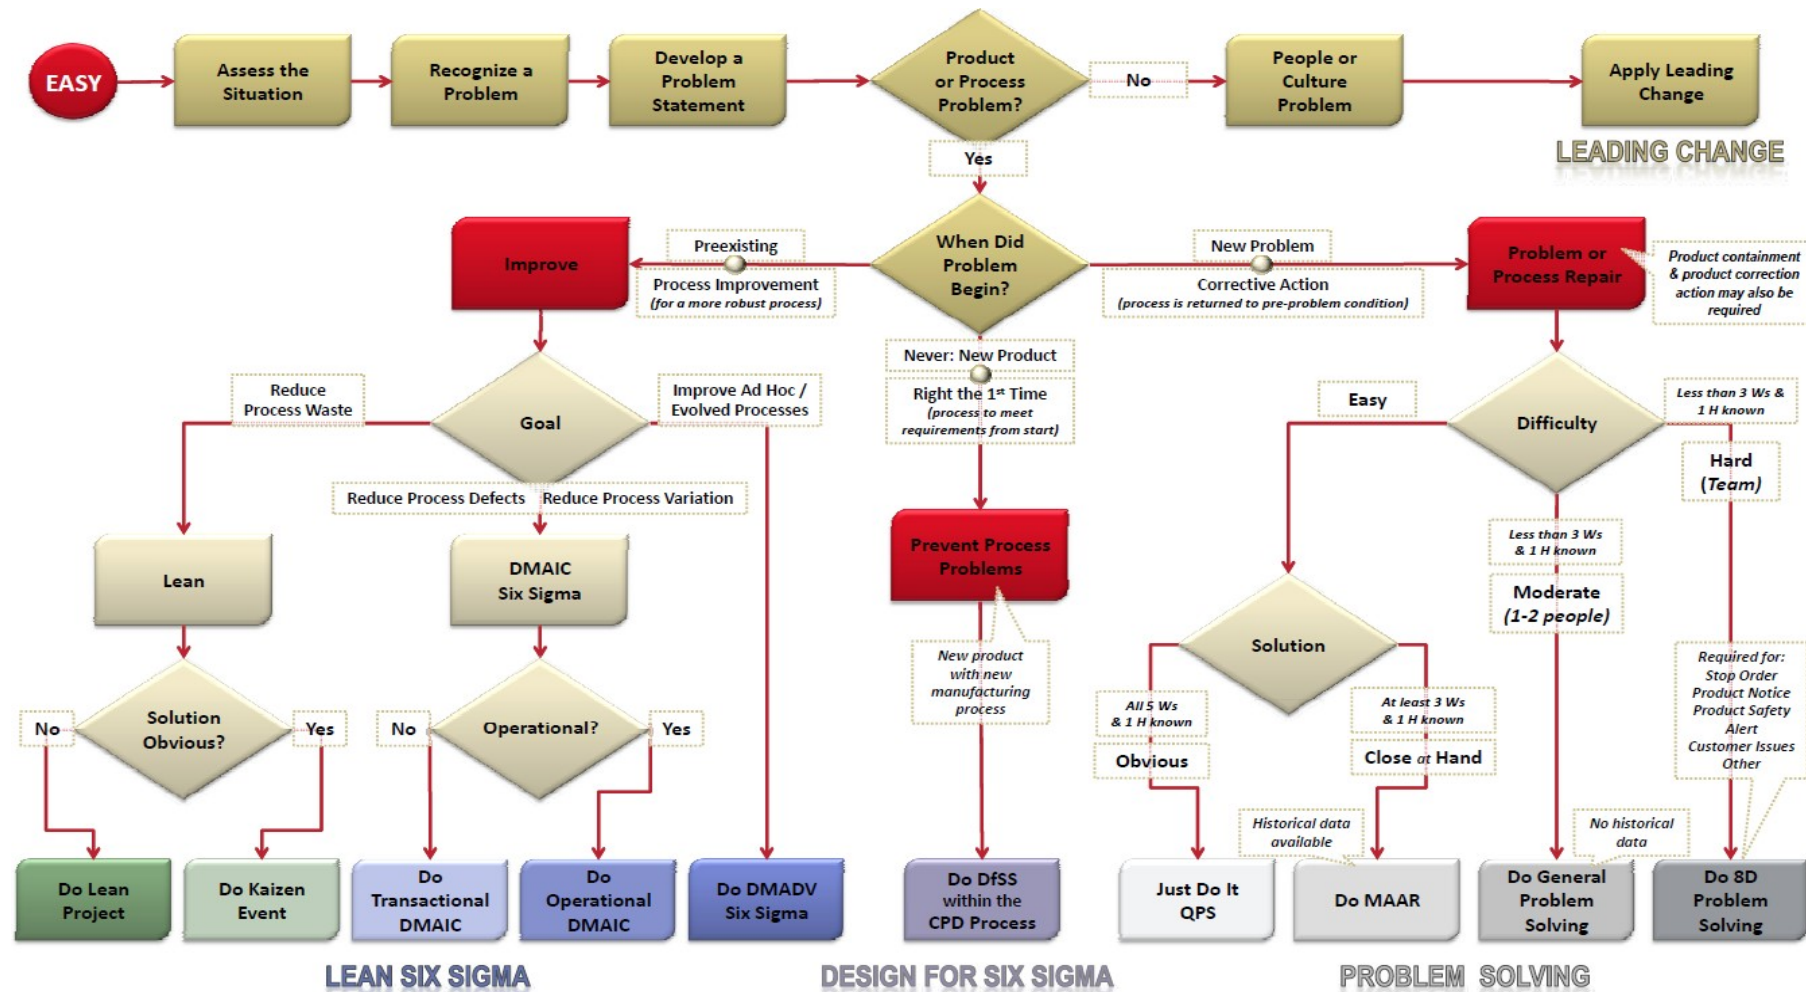 EASY
Assess the
Situation
Recognize a
Problem
Develop a
Problem
Statement
Product
or Process
Problem?
No
People or
Culture
Problem
Apply Leading
Change
LEADING CHANGE
Yes
Improve
Preexisting
Process Improvement
(for a more robust process)
When Did
Problem
Begin?
New Problem
Corrective Action
(process is returned to pre-problem condition)
Problem or
Process Repair
Product containment
& product correction
action may also be
required
Never: New Product
Right the 1st Time
(process to meet
requirements from start)
Reduce
Process Waste
Goal
Improve Ad Hoc /
Evolved Processes
Reduce Process Defects
Reduce Process Variation
Easy
Difficulty
Less than 3 Ws &
1 H known
Hard
(Team)
Less than 3 Ws
& 1 H known
Moderate
(1-2 people)
Lean
DMAIC
Six Sigma
Prevent Process
Problems
New product
with new
manufacturing
process
Solution
All 5 Ws
& 1 H known
Obvious
At least 3 Ws
& 1 H known
Close at Hand
Required for:
Stop Order
Product Notice
Product Safety
Alert
Customer Issues
Other
No
Solution
Obvious?
Yes
No
Operational?
Yes
Historical data
available
No historical
data
Do Lean
Project
Do Kaizen
Event
Do
Transactional
DMAIC
Do
Operational
DMAIC
Do DMADV
Six Sigma
Do DfSS
within the
CPD Process
Just Do It
QPS
Do MAAR
Do General
Problem
Solving
Do 8D
Problem
Solving
LEAN SIX SIGMA
DESIGN FOR SIX SIGMA
PROBLEM SOLVING